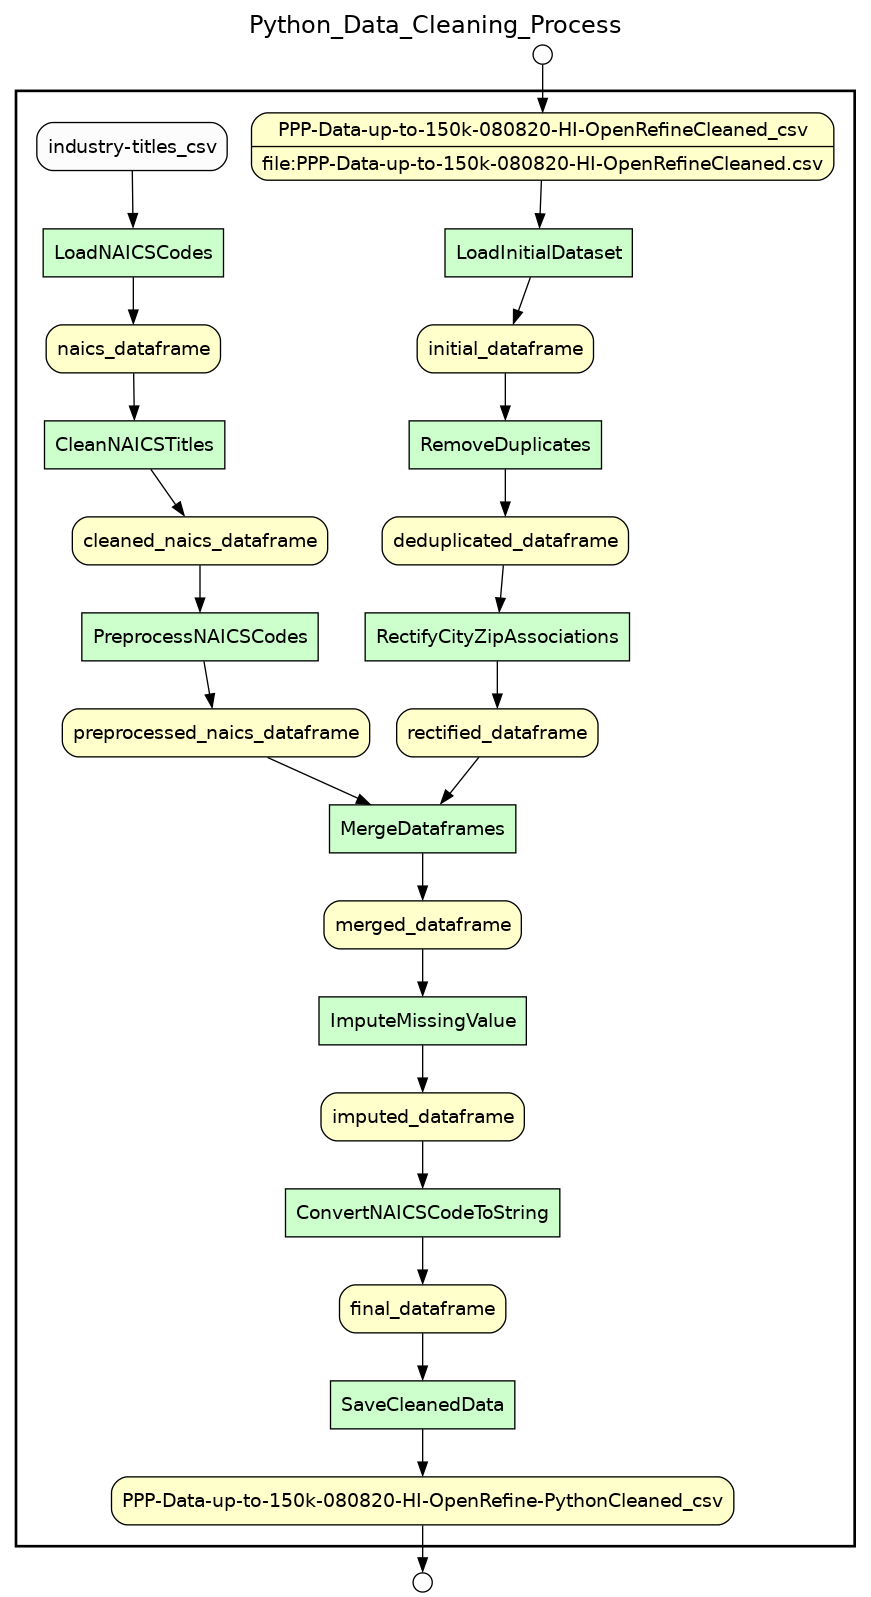 Python_Data_Cleaning_Process
industry-titles_csv
PPP-Data-up-to-150k-080820-HI-OpenRefineCleaned_csv
file:PPP-Data-up-to-150k-080820-HI-OpenRefineCleaned.csv
LoadNAICSCodes
LoadInitialDataset
naics_dataframe
initial_dataframe
CleanNAICSTitles
RemoveDuplicates
cleaned_naics_dataframe
deduplicated_dataframe
PreprocessNAICSCodes
RectifyCityZipAssociations
preprocessed_naics_dataframe
rectified_dataframe
MergeDataframes
merged_dataframe
ImputeMissingValue
imputed_dataframe
ConvertNAICSCodeToString
final_dataframe
SaveCleanedData
PPP-Data-up-to-150k-080820-HI-OpenRefine-PythonCleaned_csv